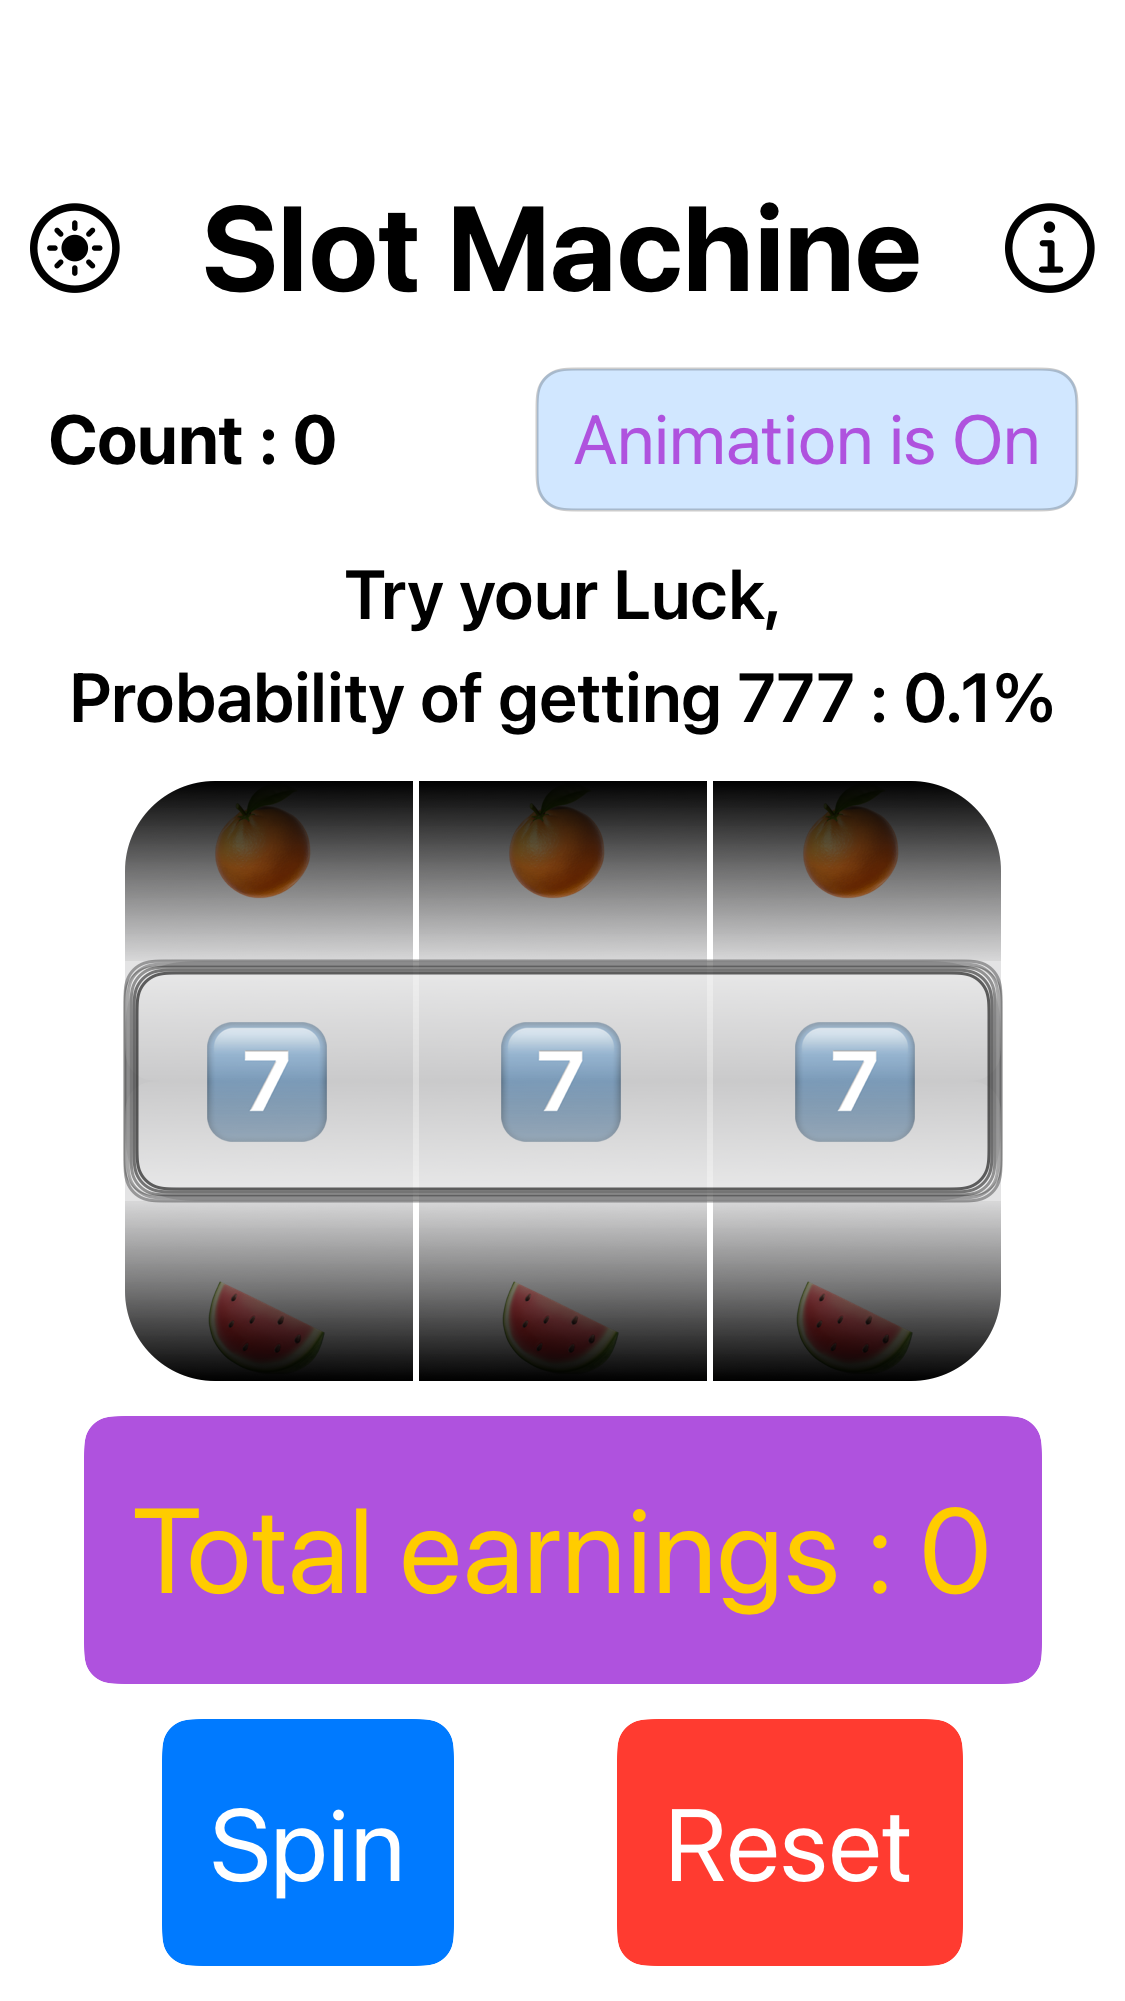 Slot Machine
Count : 0
Animation is On
Try your Luck,
Probability of getting 777 : 0.1%
7 7 7
Total earnings : 0
Spin
Reset